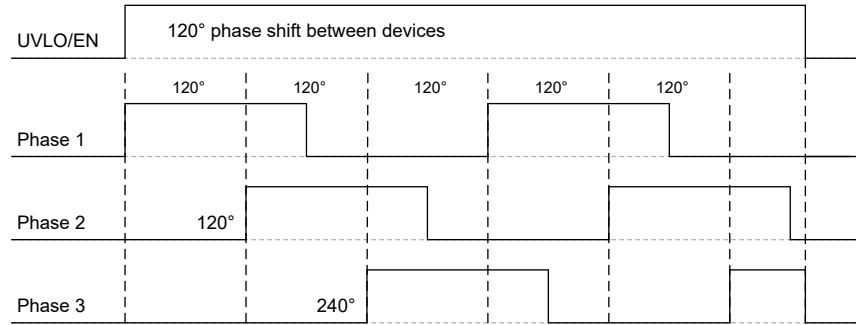 UVLO/EN
120° phase shift between devices
120° 120° 120° 120° 120°
Phase 1
Phase 2
120°
Phase 3
240°